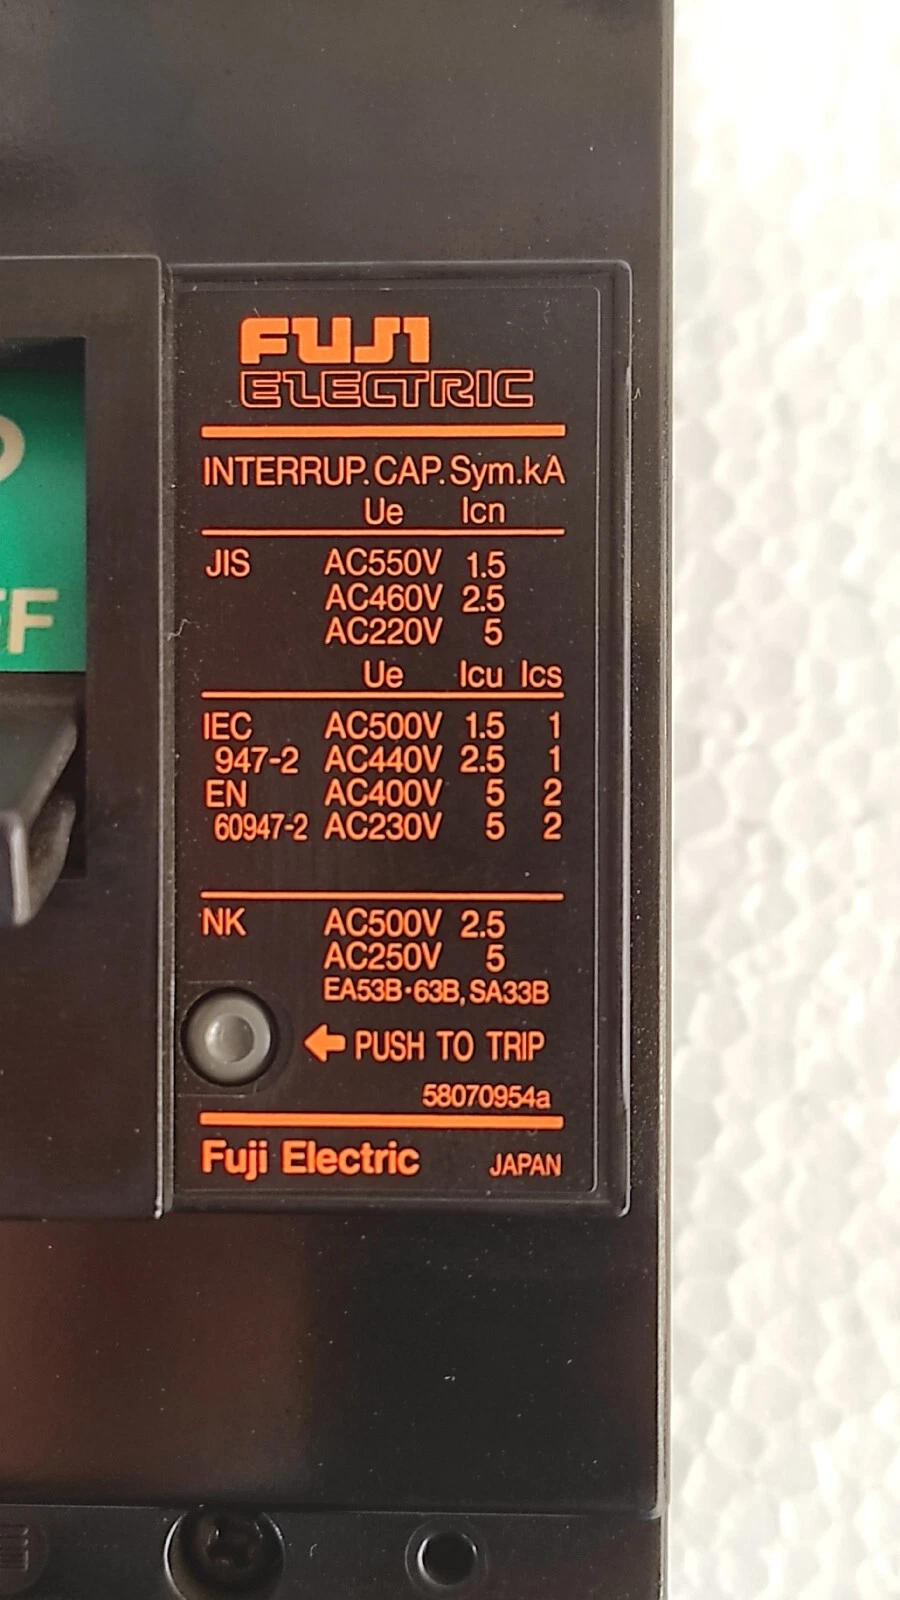 FUJI
ELECTRIC
INTERRUP.CAP.Sym.kA
Ue Icn
JIS AC550V 1.5
AC460V 2.5
AC220V 5
Ue Icu Ics
IEC AC500V 1.5 1
947-2 AC440V 2.5 1
EN AC400V 5 2
60947-2 AC230V 5 2
NK AC500V 2.5
AC250V 5
EA53B·63B, SA33B
PUSH TO TRIP
58070954a
Fuji Electric JAPAN